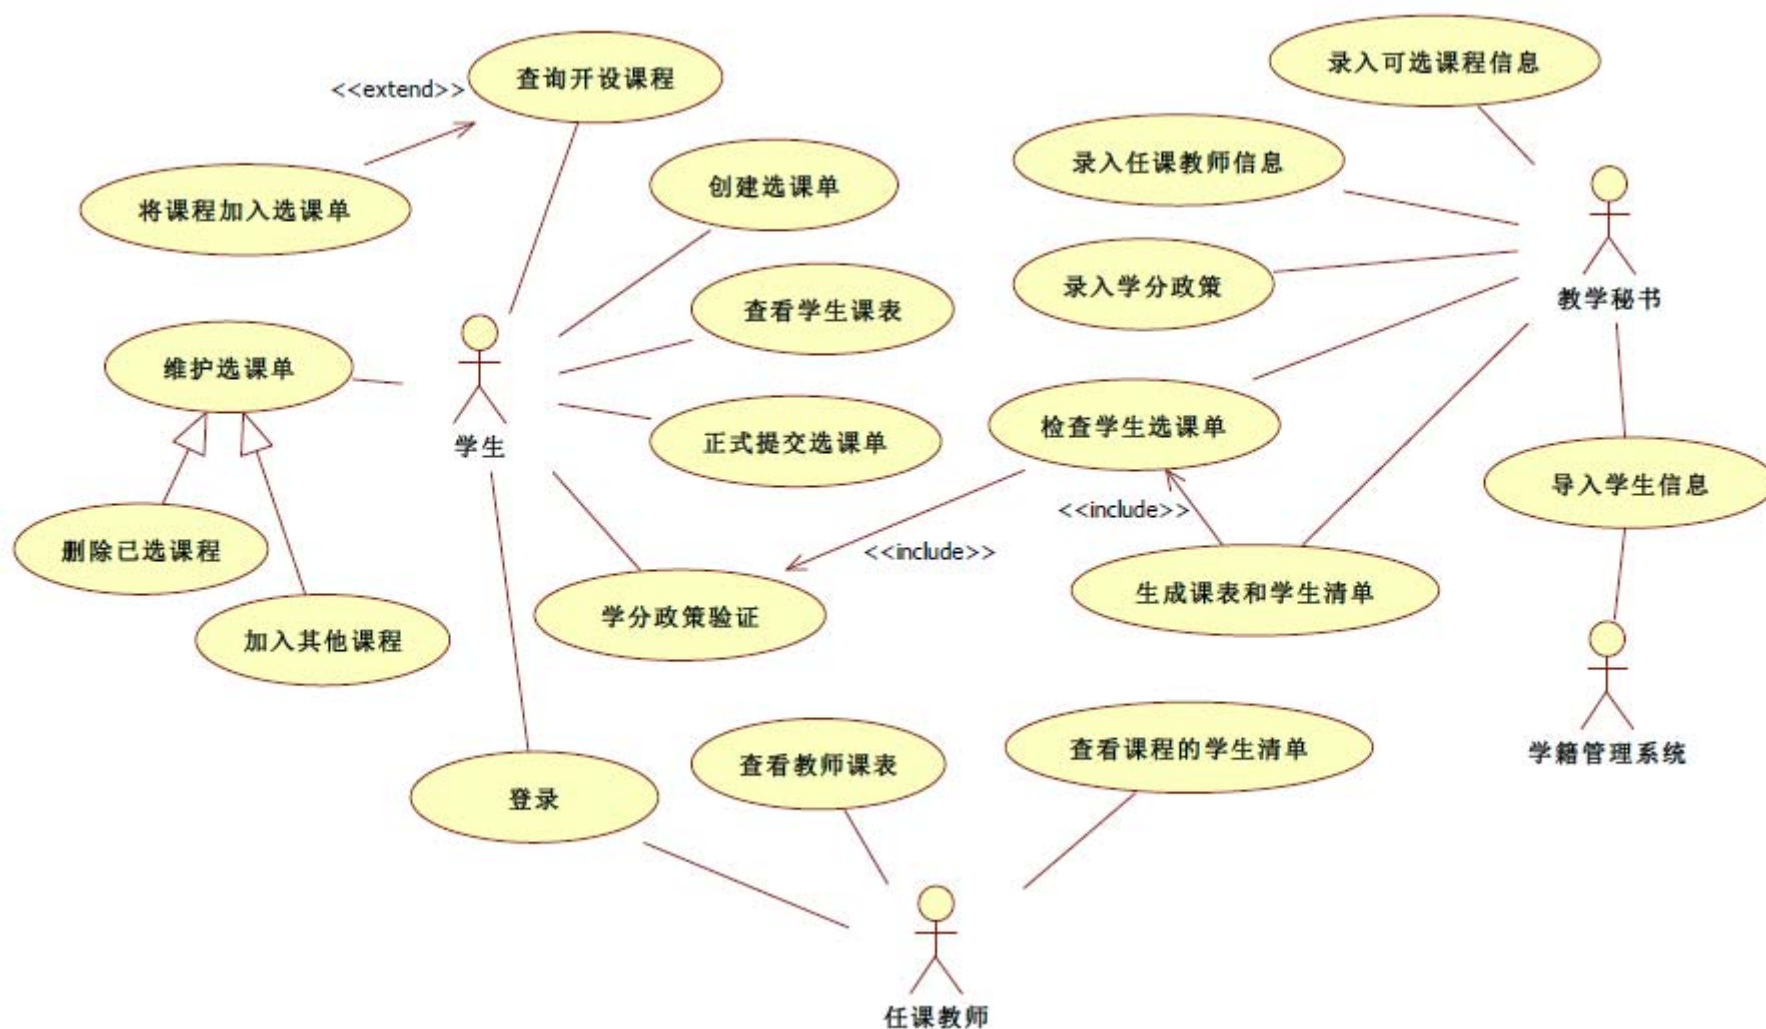 录入可选课程信息
查询开设课程
<<extend>>
录入任课教师信息
创建选课单
将课程加入选课单
录入学分政策
教学秘书
查看学生课表
维护选课单
检查学生选课单
正式提交选课单
学生
导入学生信息
<<include>>
删除已选课程
<<include>>
生成课表和学生清单
学分政策验证
加入其他课程
学籍管理系统
查看课程的学生清单
查看教师课表
登录
任课教师